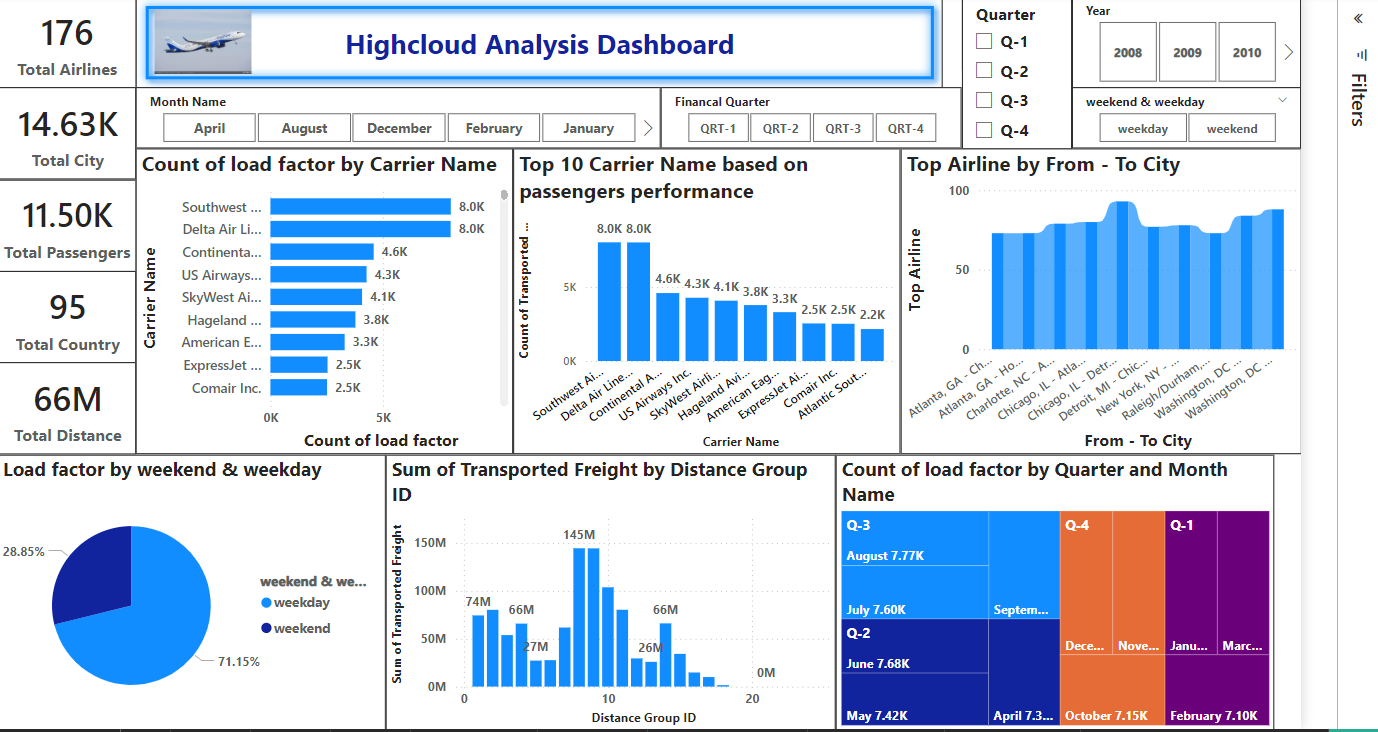 176
Total Airlines
14.63K
Total City
11.50K
Total Passengers
95
Total Country
66M
Total Distance
Highcloud Analysis Dashboard
Quarter
Q-1
Q-2
Q-3
Q-4
Year
2008
2009
2010
weekend & weekday
weekday
weekend
Filters
Month Name
April
August
December
February
January
Financal Quarter
QRT-1
QRT-2
QRT-3
QRT-4
Count of load factor by Carrier Name
Carrier Name
Southwest ...
8.0K
Delta Air Li...
8.0K
Continenta...
4.6K
US Airways...
4.3K
SkyWest Ai...
4.1K
Hageland ...
3.8K
American E...
3.3K
ExpressJet ...
2.5K
Comair Inc.
2.5K
0K
5K
Count of load factor
Top 10 Carrier Name based on
passengers performance
Count of Transported ...
5K
0K
8.0K
8.0K
4.6K
4.3K
4.1K
3.8K
3.3K
2.5K
2.5K
2.2K
Southwest Ai...
Delta Air Line...
Continental A...
US Airways Inc.
SkyWest Airli...
Hageland Avi...
American Eag...
ExpressJet Ai...
Comair Inc.
Atlantic Sout...
Carrier Name
Top Airline by From - To City
Top Airline
100
50
0
Atlanta, GA - Ch...
Atlanta, GA - Ho...
Charlotte, NC - A...
Chicago, IL - Atla...
Chicago, IL - Detr...
Detroit, MI - Chic...
New York, NY - ...
Raleigh/Durham...
Washington, DC ...
Washington, DC ...
From - To City
Load factor by weekend & weekday
28.85%
71.15%
weekend & we...
weekday
weekend
Sum of Transported Freight by Distance Group
ID
Sum of Transported Freight
150M
100M
50M
0M
74M
66M
27M
145M
26M
66M
0M
0
10
20
Distance Group ID
Count of load factor by Quarter and Month
Name
Q-3
August 7.77K
July 7.60K
Septem...
Q-2
June 7.68K
May 7.42K
April 7.3...
Q-4
Dece...
Nove...
October 7.15K
Q-1
Janu...
Marc...
February 7.10K